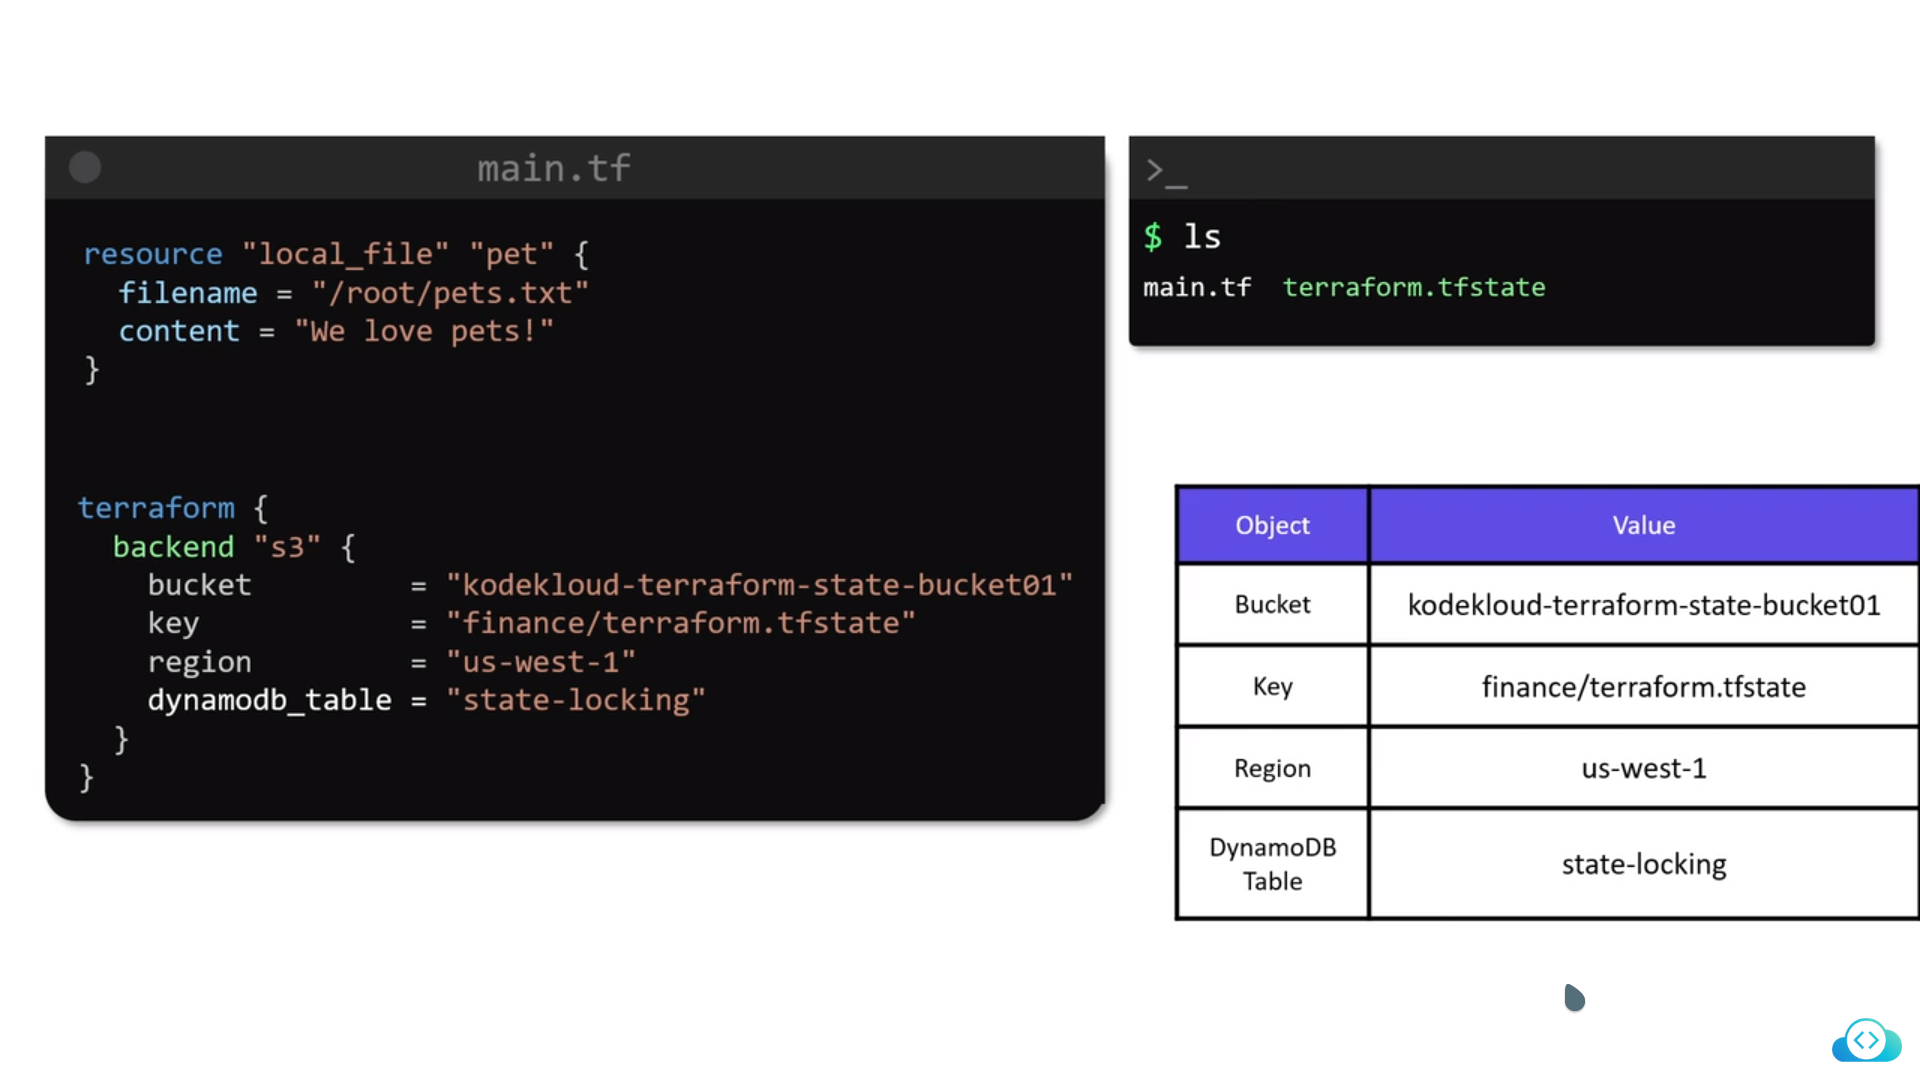 main.tf
resource "local_file" "pet" {
  filename = "/root/pets.txt"
  content = "We love pets!"
}
terraform {
  backend "s3" {
    bucket         = "kodekloud-terraform-state-bucket01"
    key            = "finance/terraform.tfstate"
    region         = "us-west-1"
    dynamodb_table = "state-locking"
  }
}
>_
$ ls
main.tf  terraform.tfstate
Object Value
Bucket kodekloud-terraform-state-bucket01
Key finance/terraform.tfstate
Region us-west-1
DynamoDB
Table state-locking